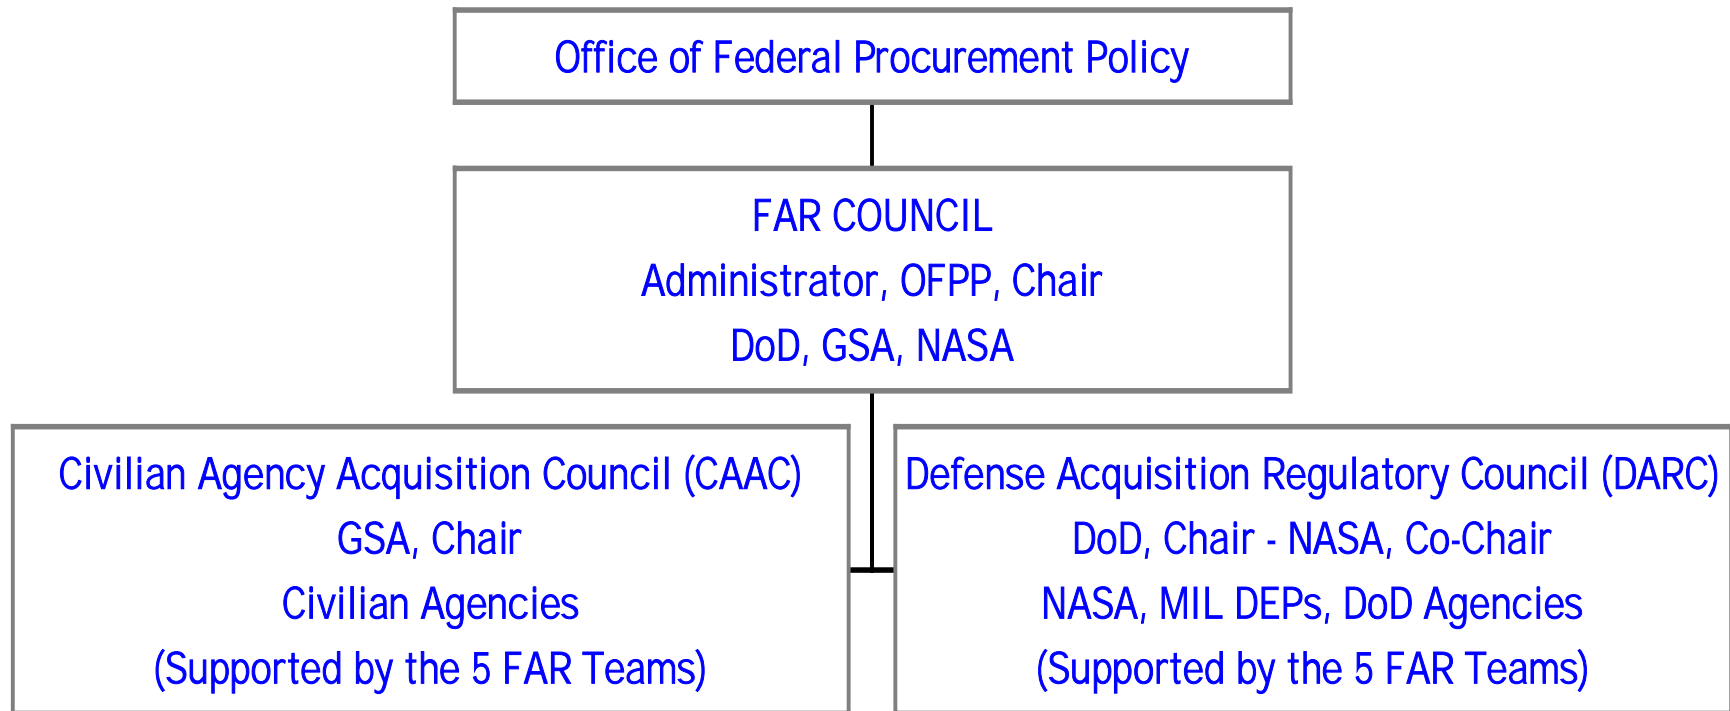 Office of Federal Procurement Policy
FAR COUNCIL
Administrator, OFPP, Chair
DoD, GSA, NASA
Civilian Agency Acquisition Council (CAAC)
GSA, Chair
Civilian Agencies
(Supported by the 5 FAR Teams)
Defense Acquisition Regulatory Council (DARC)
DoD, Chair - NASA, Co-Chair
NASA, MIL DEPs, DoD Agencies
(Supported by the 5 FAR Teams)